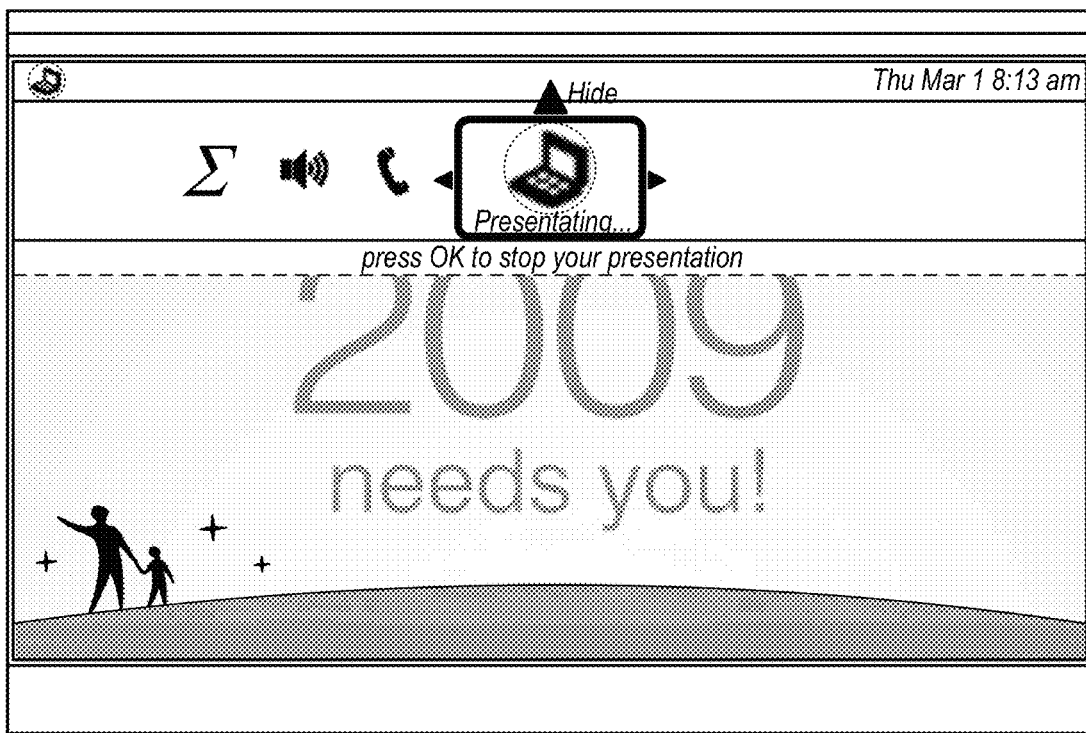 Thu Mar 1 8:13 am
Hide
Σ
Presentating...
press OK to stop your presentation
2009
needs you!